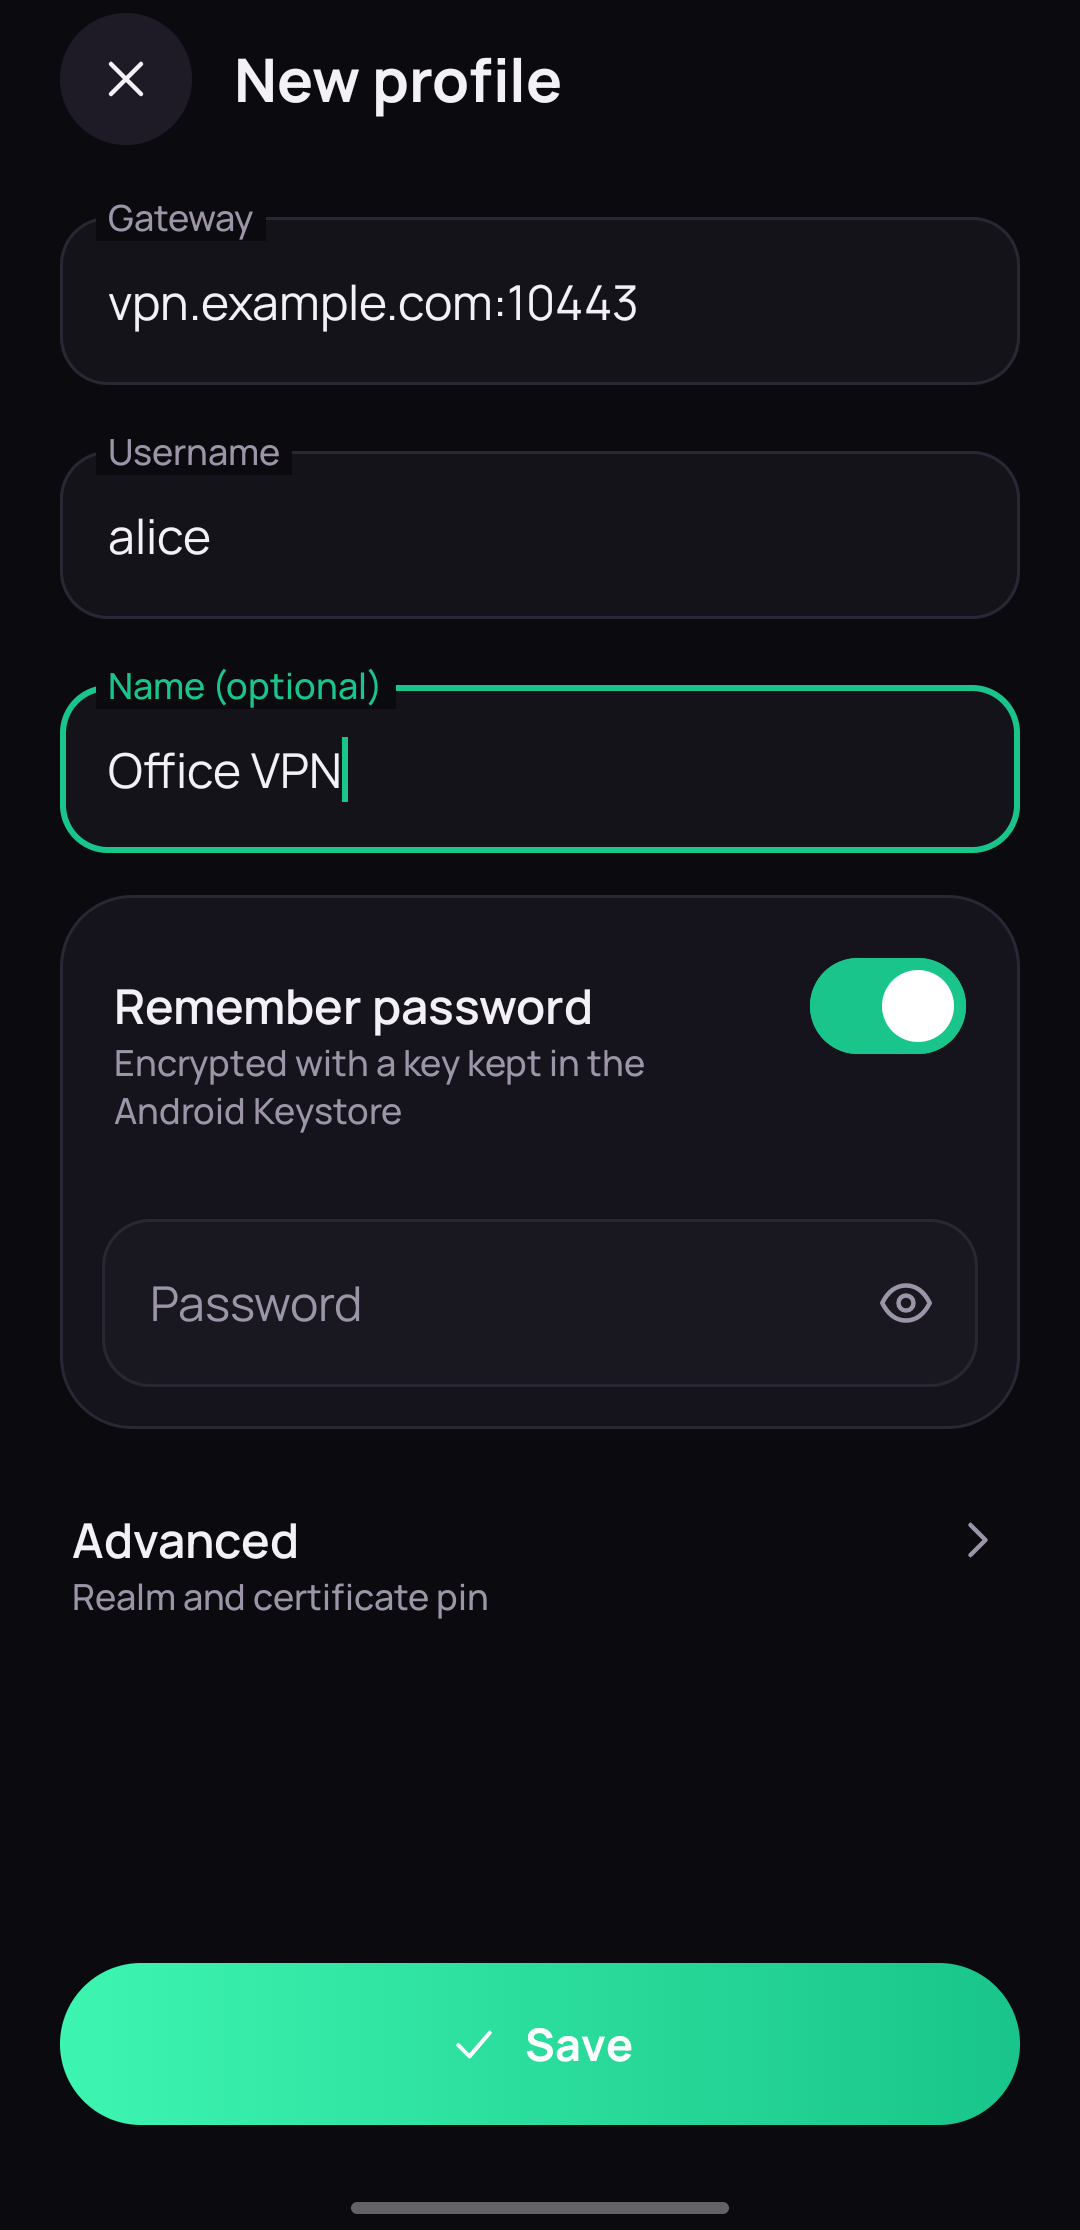 New profile
Gateway
vpn.example.com:10443
Username
alice
Name (optional)
Office VPN
Remember password
Encrypted with a key kept in the
Android Keystore
Password
Advanced
Realm and certificate pin
Save